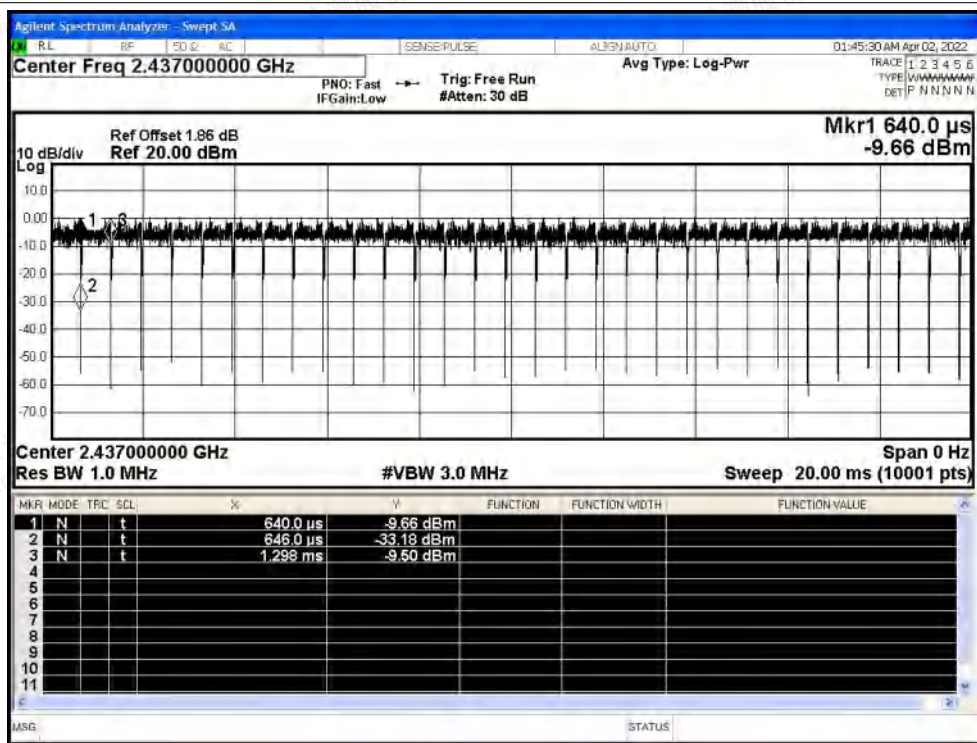 Agilent Spectrum Analyzer - Swept SA
RL RF 50 Ω AC SENSE:PULSE ALIGN AUTO 01:45:30 AM Apr 02, 2022
Center Freq 2.437000000 GHz
PNO: Fast
IFGain:Low
Trig: Free Run
#Atten: 30 dB
Avg Type: Log-Pwr
TRACE 1 2 3 4 5 6
TYPE
DET P N N N N N
Mkr1 640.0 µs
-9.66 dBm
Ref Offset 1.86 dB
10 dB/div Ref 20.00 dBm
Log
10.0
0.00
-10.0
-20.0
-30.0
-40.0
-50.0
-60.0
-70.0
1 3
2
Center 2.437000000 GHz Span 0 Hz
Res BW 1.0 MHz #VBW 3.0 MHz Sweep 20.00 ms (10001 pts)
MKR MODE TRC SCL X Y FUNCTION FUNCTION WIDTH FUNCTION VALUE
1 N t 640.0 µs -9.66 dBm
2 N t 646.0 µs -33.18 dBm
3 N t 1.298 ms -9.50 dBm
4
5
6
7
8
9
10
11
MSG STATUS